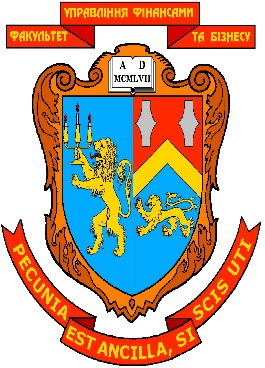 УПРАВЛІННЯ ФІНАНСАМИ
ФАКУЛЬТЕТ ТА БІЗНЕСУ
A D
MCMLVII
PECUNIA
EST ANCILLA, SI
SCIS UTI